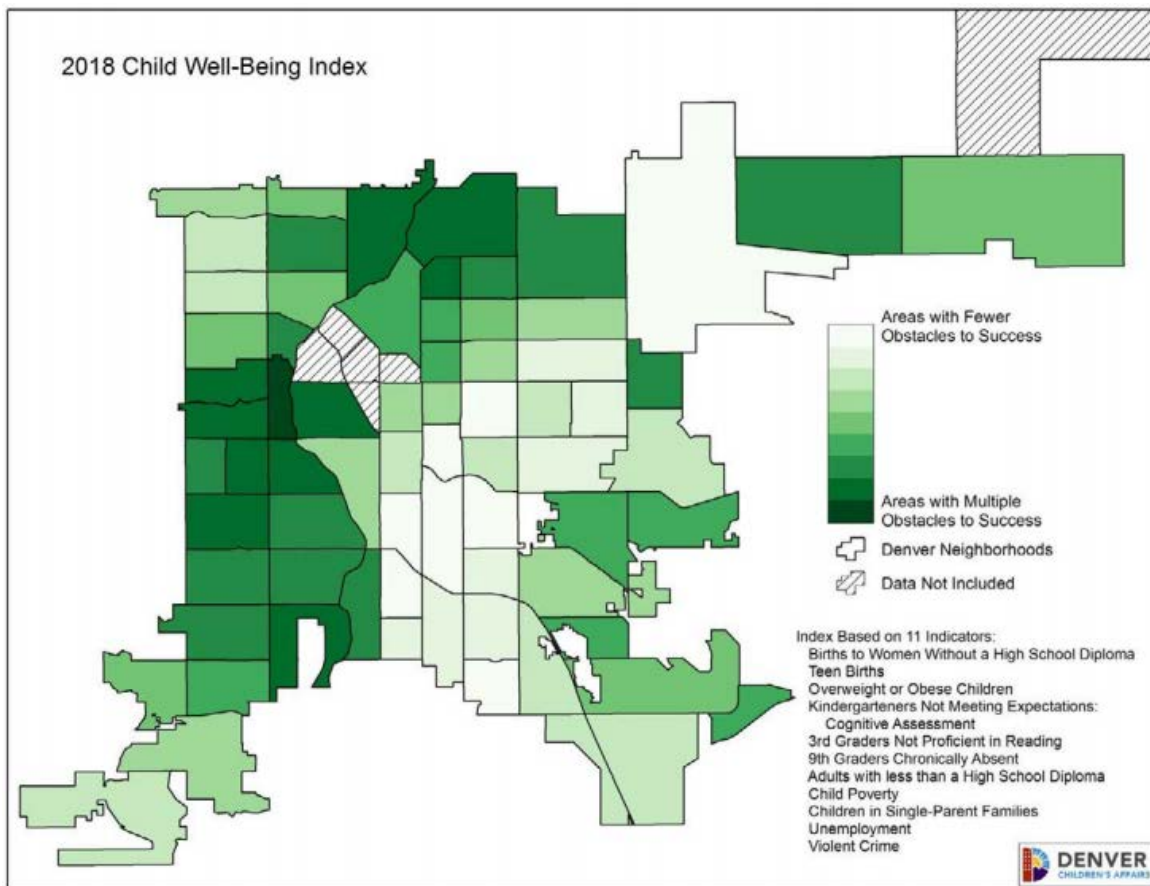 2018 Child Well-Being Index
Areas with Fewer
Obstacles to Success
Areas with Multiple
Obstacles to Success
Denver Neighborhoods
Data Not Included
Index Based on 11 Indicators:
Births to Women Without a High School Diploma
Teen Births
Overweight or Obese Children
Kindergarteners Not Meeting Expectations:
Cognitive Assessment
3rd Graders Not Proficient in Reading
9th Graders Chronically Absent
Adults with less than a High School Diploma
Child Poverty
Children in Single-Parent Families
Unemployment
Violent Crime
DENVER
CHILDREN'S AFFAIRS